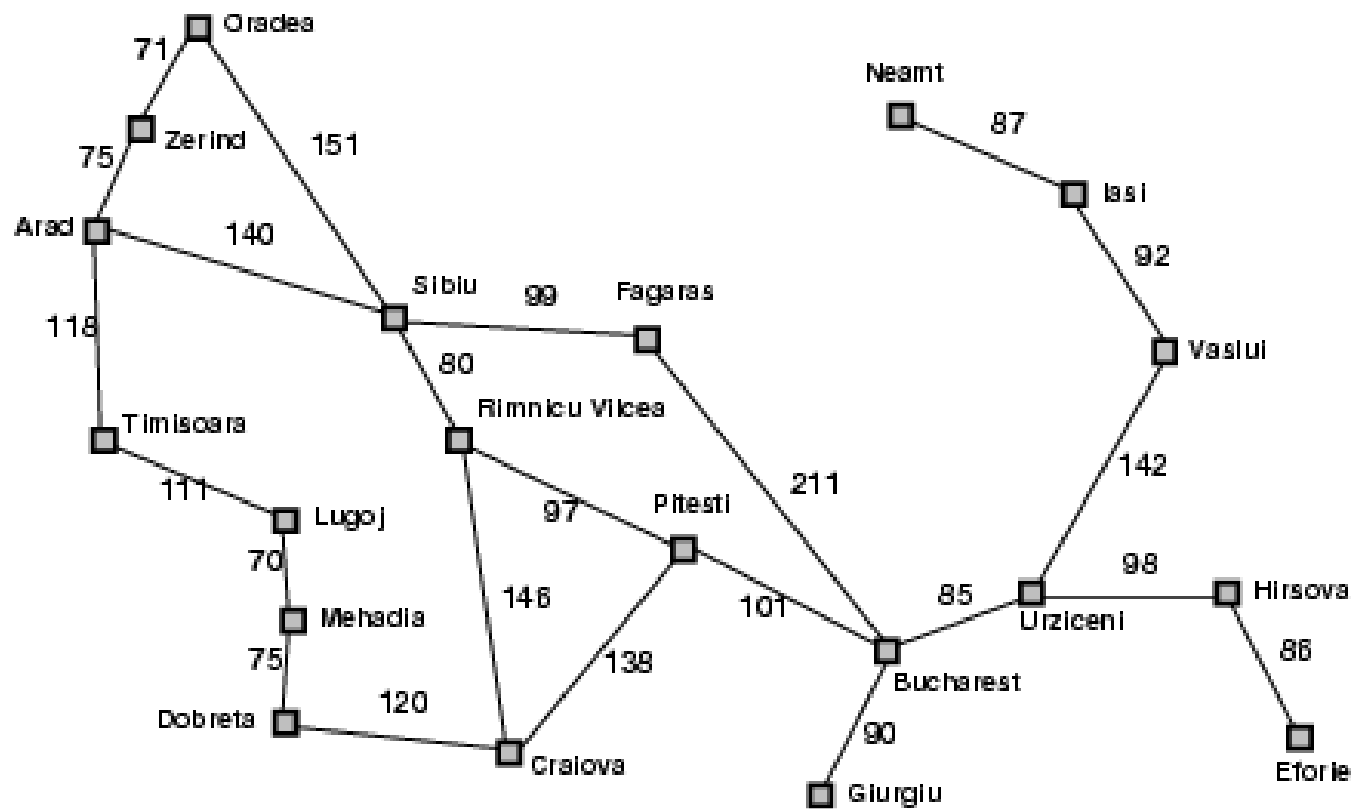 Oradea
71
Neamt
87
Zerind
151
75
Iasi
Arad
140
92
Sibiu
99
Fagaras
118
80
Vaslui
Rimnicu Vilcea
Timisoara
142
111
97
Pitesti
211
Lugoj
70
146
101
85
98
Hirsova
Mehadia
Urziceni
138
86
75
Bucharest
Dobreta
120
90
Craiova
Giurgiu
Eforie